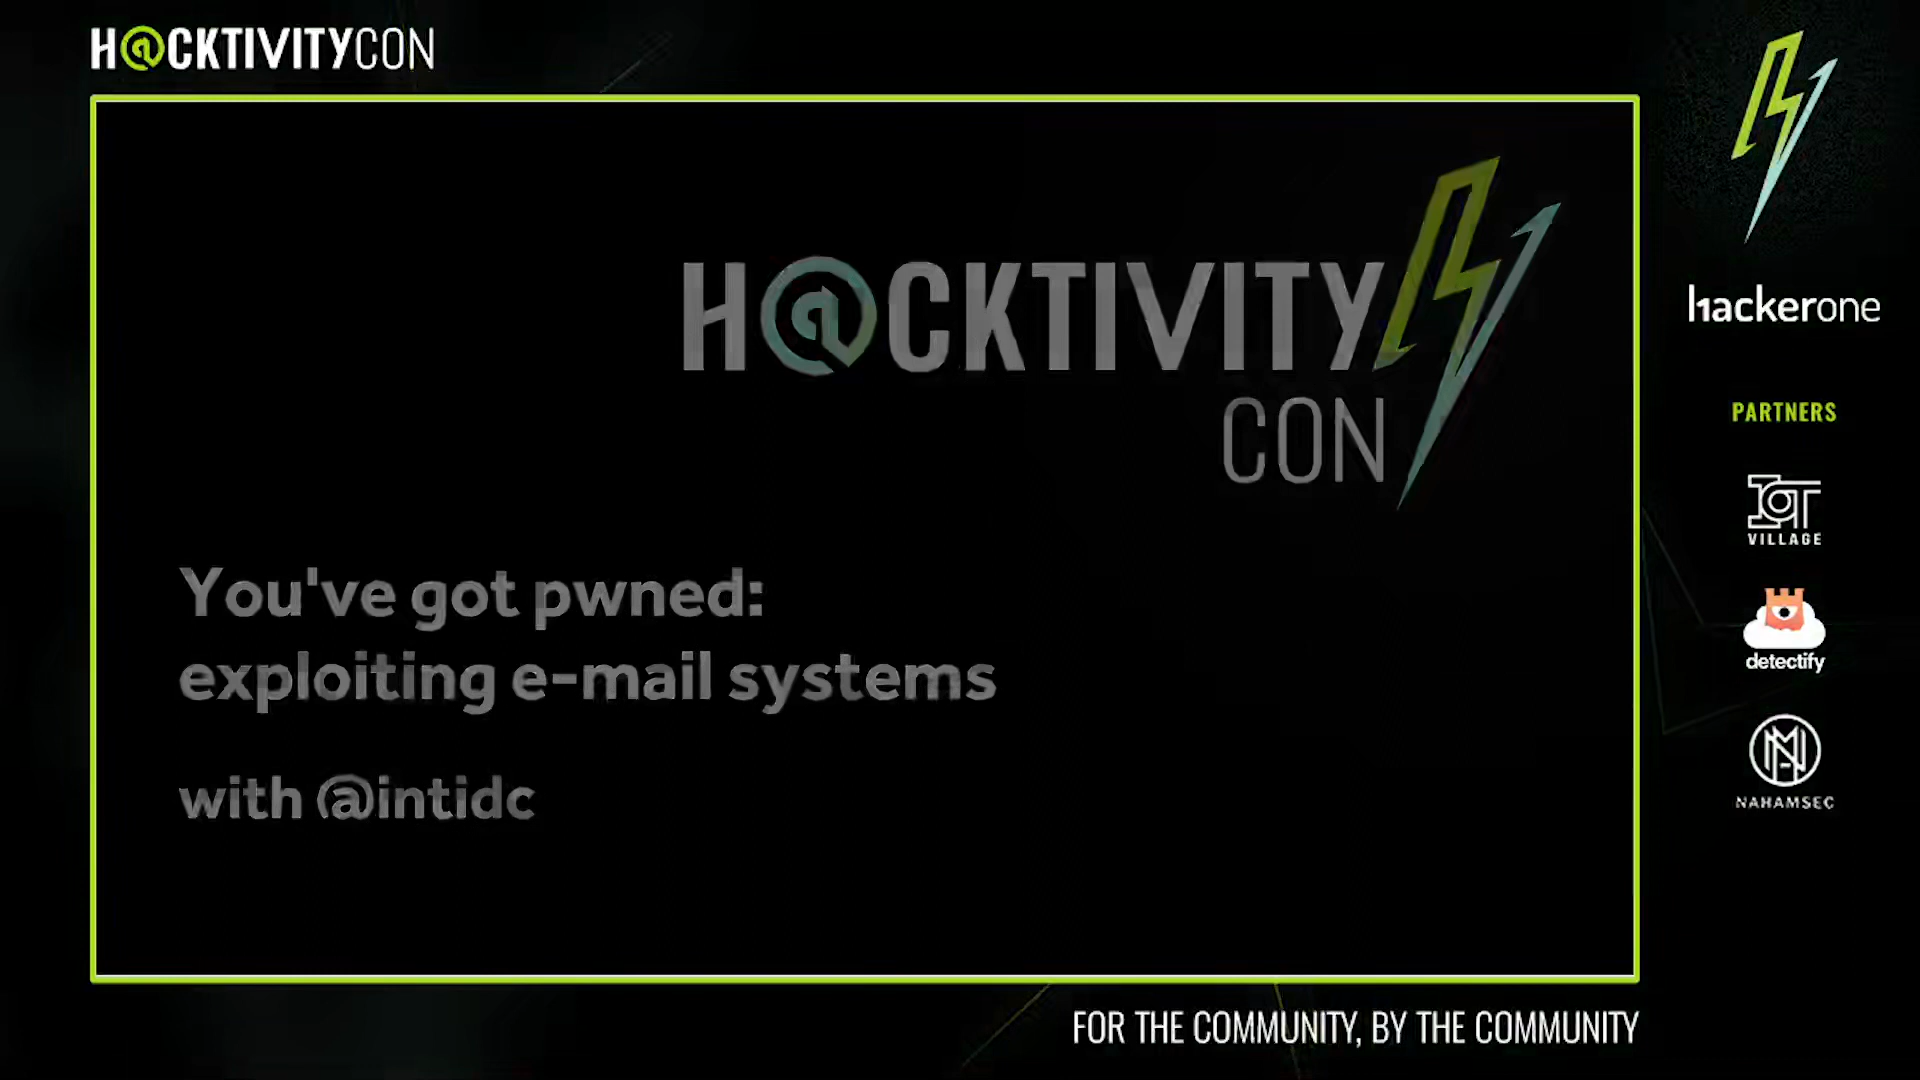 H@CKTIVITYCON
H@CKTIVITY
CON
You've got pwned:
exploiting e-mail systems
with @intidc
hackerone
PARTNERS
IOT
VILLAGE
detectify
NAHAMSEC
FOR THE COMMUNITY, BY THE COMMUNITY